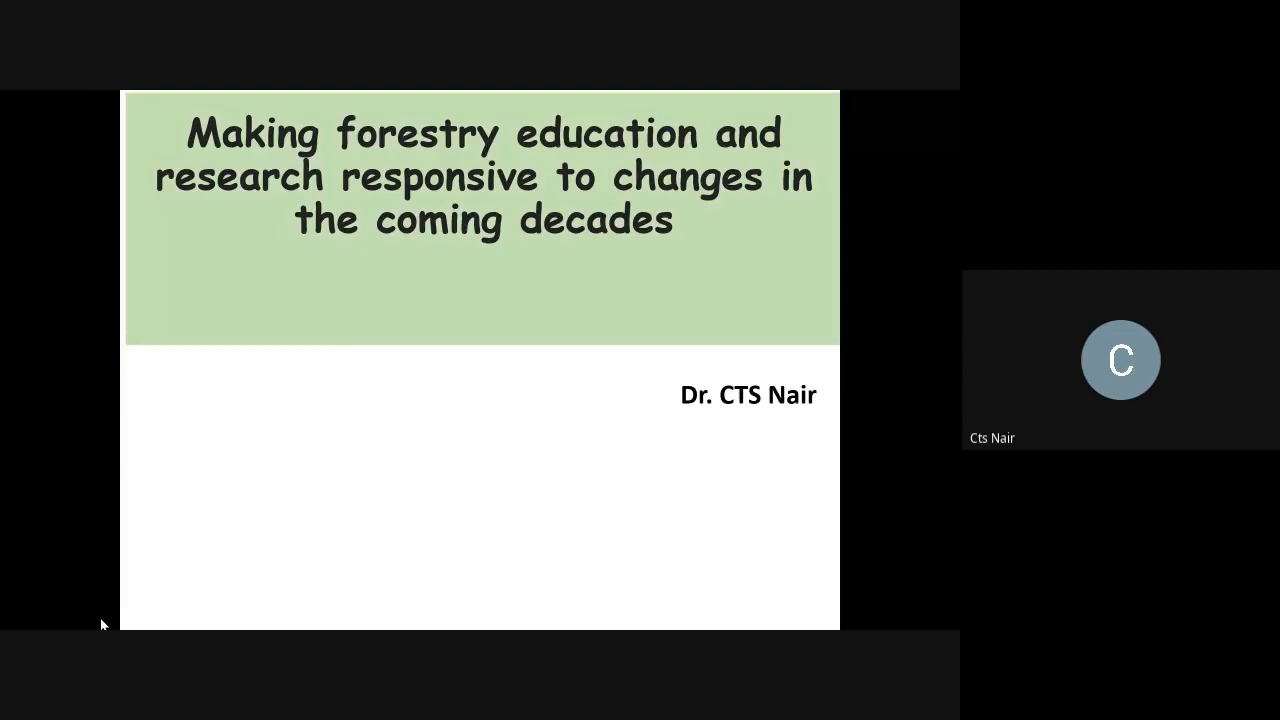 Making forestry education and
research responsive to changes in
the coming decades
Dr. CTS Nair
C
Cts Nair